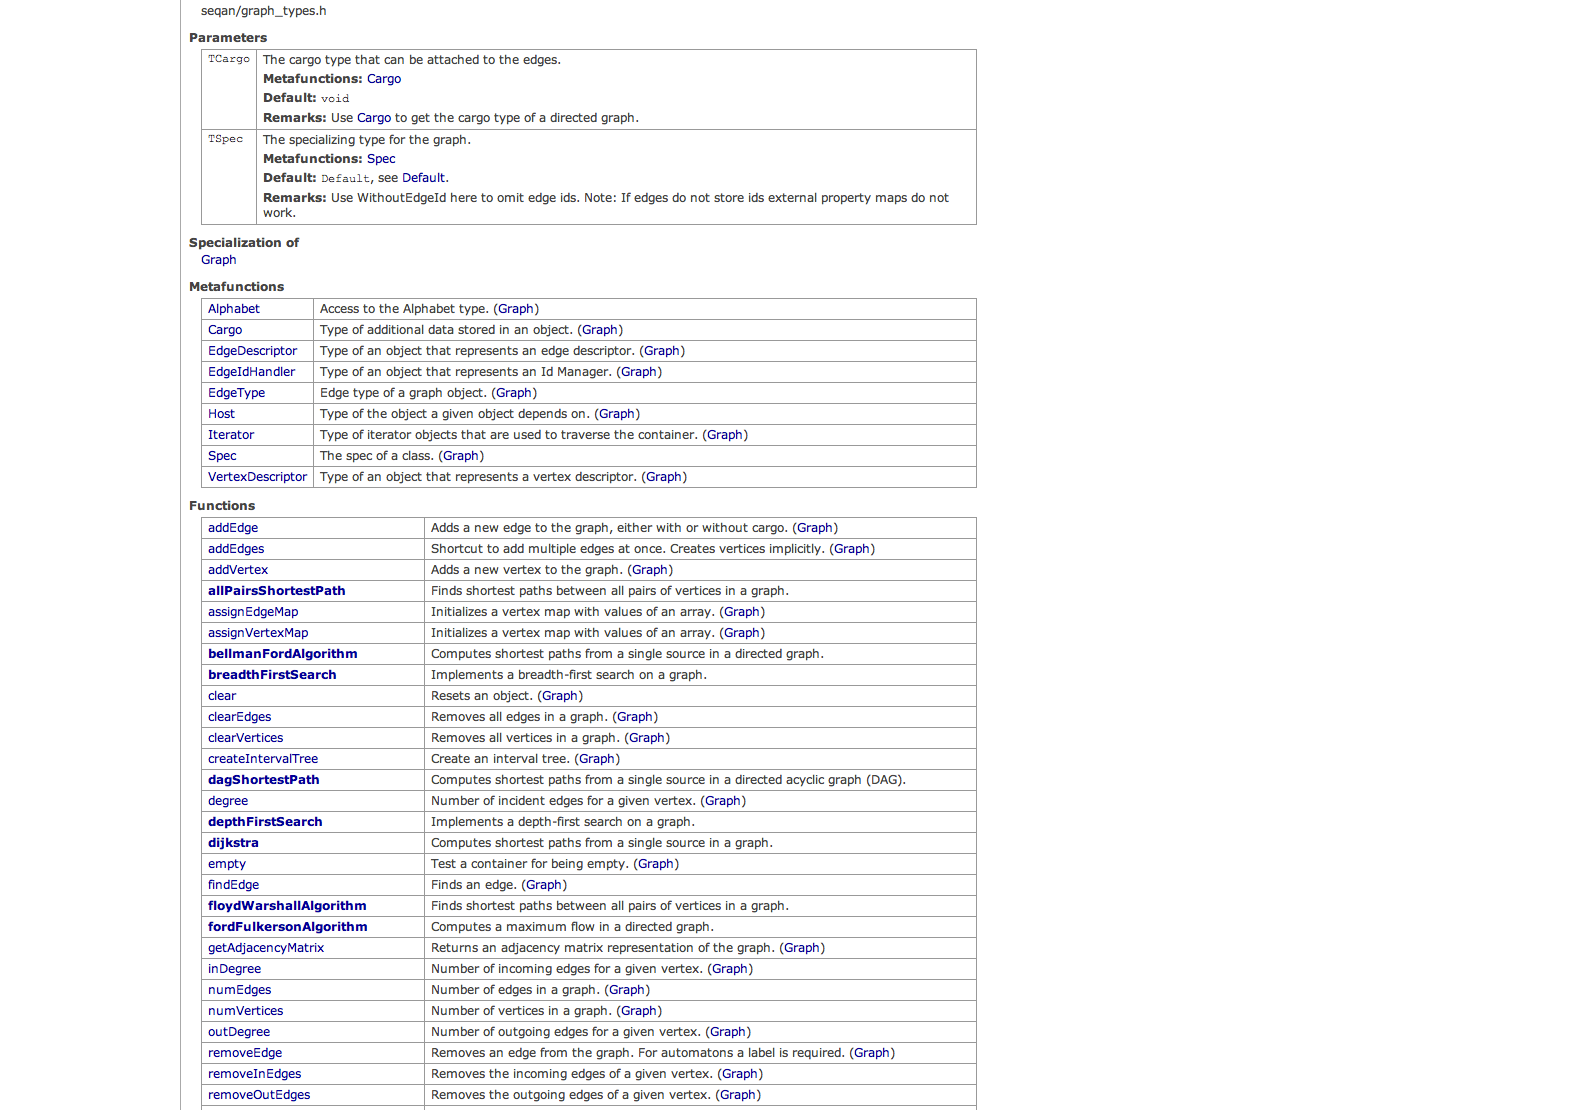 seqan/graph_types.h
Parameters
TCargo The cargo type that can be attached to the edges.
Metafunctions: Cargo
Default: void
Remarks: Use Cargo to get the cargo type of a directed graph.
TSpec The specializing type for the graph.
Metafunctions: Spec
Default: Default, see Default.
Remarks: Use WithoutEdgeId here to omit edge ids. Note: If edges do not store ids external property maps do not
work.
Specialization of
Graph
Metafunctions
Alphabet Access to the Alphabet type. (Graph)
Cargo Type of additional data stored in an object. (Graph)
EdgeDescriptor Type of an object that represents an edge descriptor. (Graph)
EdgeIdHandler Type of an object that represents an Id Manager. (Graph)
EdgeType Edge type of a graph object. (Graph)
Host Type of the object a given object depends on. (Graph)
Iterator Type of iterator objects that are used to traverse the container. (Graph)
Spec The spec of a class. (Graph)
VertexDescriptor Type of an object that represents a vertex descriptor. (Graph)
Functions
addEdge Adds a new edge to the graph, either with or without cargo. (Graph)
addEdges Shortcut to add multiple edges at once. Creates vertices implicitly. (Graph)
addVertex Adds a new vertex to the graph. (Graph)
allPairsShortestPath Finds shortest paths between all pairs of vertices in a graph.
assignEdgeMap Initializes a vertex map with values of an array. (Graph)
assignVertexMap Initializes a vertex map with values of an array. (Graph)
bellmanFordAlgorithm Computes shortest paths from a single source in a directed graph.
breadthFirstSearch Implements a breadth-first search on a graph.
clear Resets an object. (Graph)
clearEdges Removes all edges in a graph. (Graph)
clearVertices Removes all vertices in a graph. (Graph)
createIntervalTree Create an interval tree. (Graph)
dagShortestPath Computes shortest paths from a single source in a directed acyclic graph (DAG).
degree Number of incident edges for a given vertex. (Graph)
depthFirstSearch Implements a depth-first search on a graph.
dijkstra Computes shortest paths from a single source in a graph.
empty Test a container for being empty. (Graph)
findEdge Finds an edge. (Graph)
floydWarshallAlgorithm Finds shortest paths between all pairs of vertices in a graph.
fordFulkersonAlgorithm Computes a maximum flow in a directed graph.
getAdjacencyMatrix Returns an adjacency matrix representation of the graph. (Graph)
inDegree Number of incoming edges for a given vertex. (Graph)
numEdges Number of edges in a graph. (Graph)
numVertices Number of vertices in a graph. (Graph)
outDegree Number of outgoing edges for a given vertex. (Graph)
removeEdge Removes an edge from the graph. For automatons a label is required. (Graph)
removeInEdges Removes the incoming edges of a given vertex. (Graph)
removeOutEdges Removes the outgoing edges of a given vertex. (Graph)